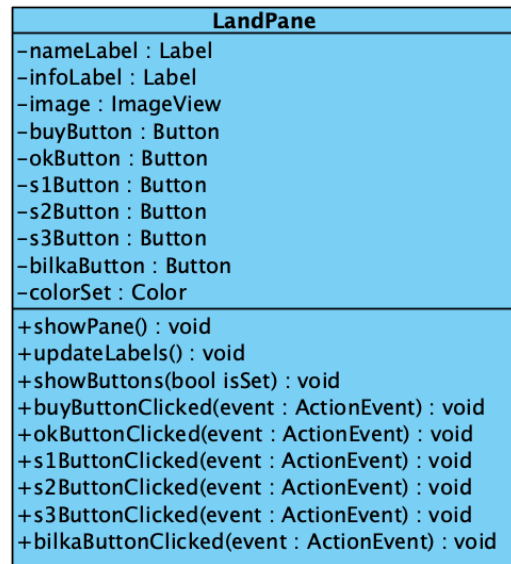 LandPane
-nameLabel : Label
-infoLabel : Label
-image : ImageView
-buyButton : Button
-okButton : Button
-s1Button : Button
-s2Button : Button
-s3Button : Button
-bilkaButton : Button
-colorSet : Color
+showPane() : void
+updateLabels() : void
+showButtons(bool isSet) : void
+buyButtonClicked(event : ActionEvent) : void
+okButtonClicked(event : ActionEvent) : void
+s1ButtonClicked(event : ActionEvent) : void
+s2ButtonClicked(event : ActionEvent) : void
+s3ButtonClicked(event : ActionEvent) : void
+bilkaButtonClicked(event : ActionEvent) : void